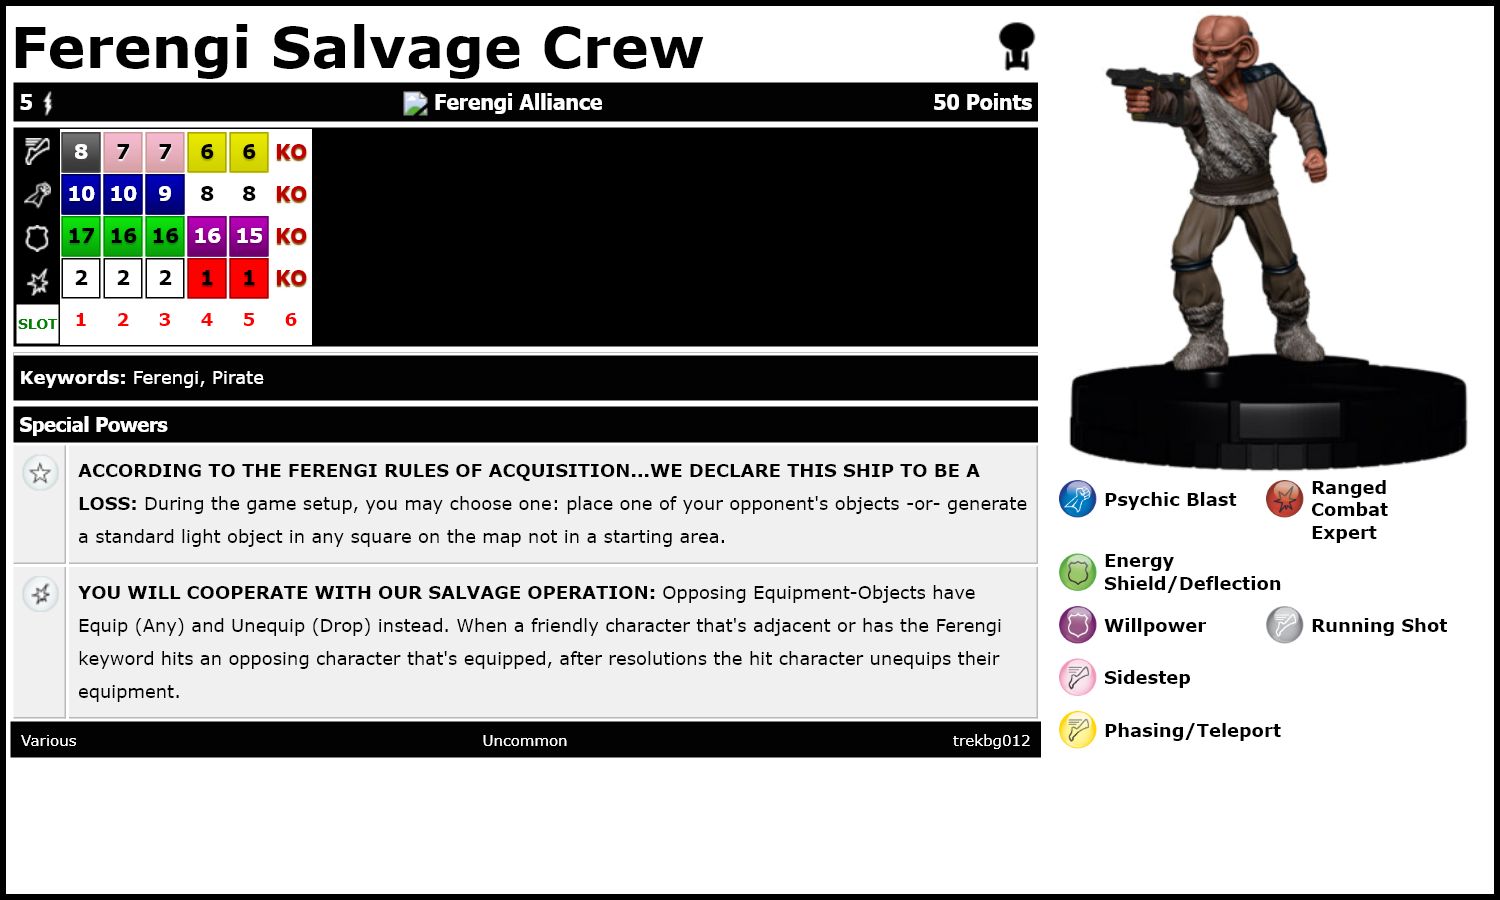 Ferengi Salvage Crew
5 Ferengi Alliance 50 Points
8 7 7 6 6 KO
10 10 9 8 8 KO
17 16 16 16 15 KO
2 2 2 1 1 KO
SLOT 1 2 3 4 5 6
Keywords: Ferengi, Pirate
Special Powers
ACCORDING TO THE FERENGI RULES OF ACQUISITION...WE DECLARE THIS SHIP TO BE A
LOSS: During the game setup, you may choose one: place one of your opponent's objects -or- generate
a standard light object in any square on the map not in a starting area.
YOU WILL COOPERATE WITH OUR SALVAGE OPERATION: Opposing Equipment-Objects have
Equip (Any) and Unequip (Drop) instead. When a friendly character that's adjacent or has the Ferengi
keyword hits an opposing character that's equipped, after resolutions the hit character unequips their
equipment.
Various Uncommon trekbg012
Psychic Blast
Ranged
Combat
Expert
Energy
Shield/Deflection
Willpower
Running Shot
Sidestep
Phasing/Teleport